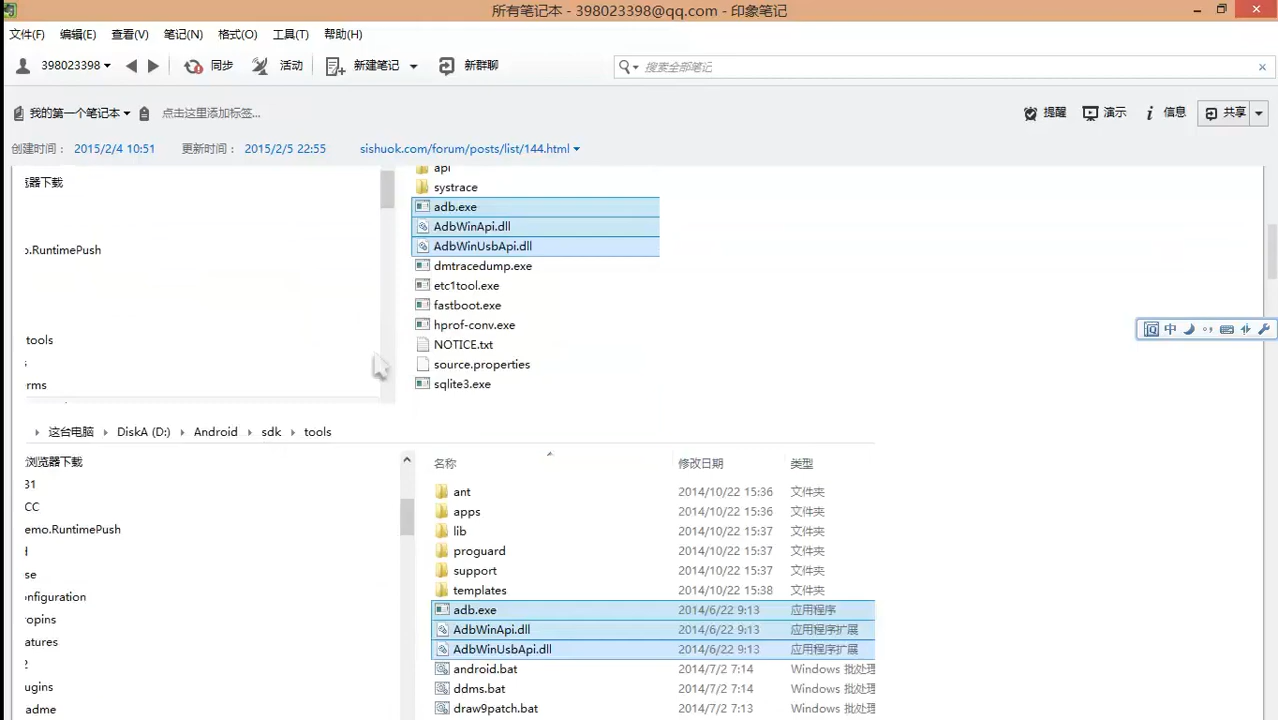 所有笔记本 - 398023398@qq.com - 印象笔记
文件(F) 编辑(E) 查看(V) 笔记(N) 格式(O) 工具(T) 帮助(H)
398023398 同步 活动 新建笔记 新群聊 搜索全部笔记
我的第一个笔记本 点击这里添加标签... 提醒 演示 信息 共享
创建时间： 2015/2/4 10:51 更新时间： 2015/2/5 22:55 sishuok.com/forum/posts/list/144.html
览器下载
o.RuntimePush
tools
rms
api
systrace
adb.exe
AdbWinApi.dll
AdbWinUsbApi.dll
dmtracedump.exe
etc1tool.exe
fastboot.exe
hprof-conv.exe
NOTICE.txt
source.properties
sqlite3.exe
中
这台电脑 DiskA (D:) Android sdk tools
浏览器下载
31
CC
emo.RuntimePush
se
nfiguration
opins
atures
2
ugins
adme
名称 修改日期 类型
ant 2014/10/22 15:36 文件夹
apps 2014/10/22 15:36 文件夹
lib 2014/10/22 15:37 文件夹
proguard 2014/10/22 15:37 文件夹
support 2014/10/22 15:37 文件夹
templates 2014/10/22 15:38 文件夹
adb.exe 2014/6/22 9:13 应用程序
AdbWinApi.dll 2014/6/22 9:13 应用程序扩展
AdbWinUsbApi.dll 2014/6/22 9:13 应用程序扩展
android.bat 2014/7/2 7:14 Windows 批处理
ddms.bat 2014/7/2 7:14 Windows 批处理
draw9patch.bat 2014/7/2 7:13 Windows 批处理